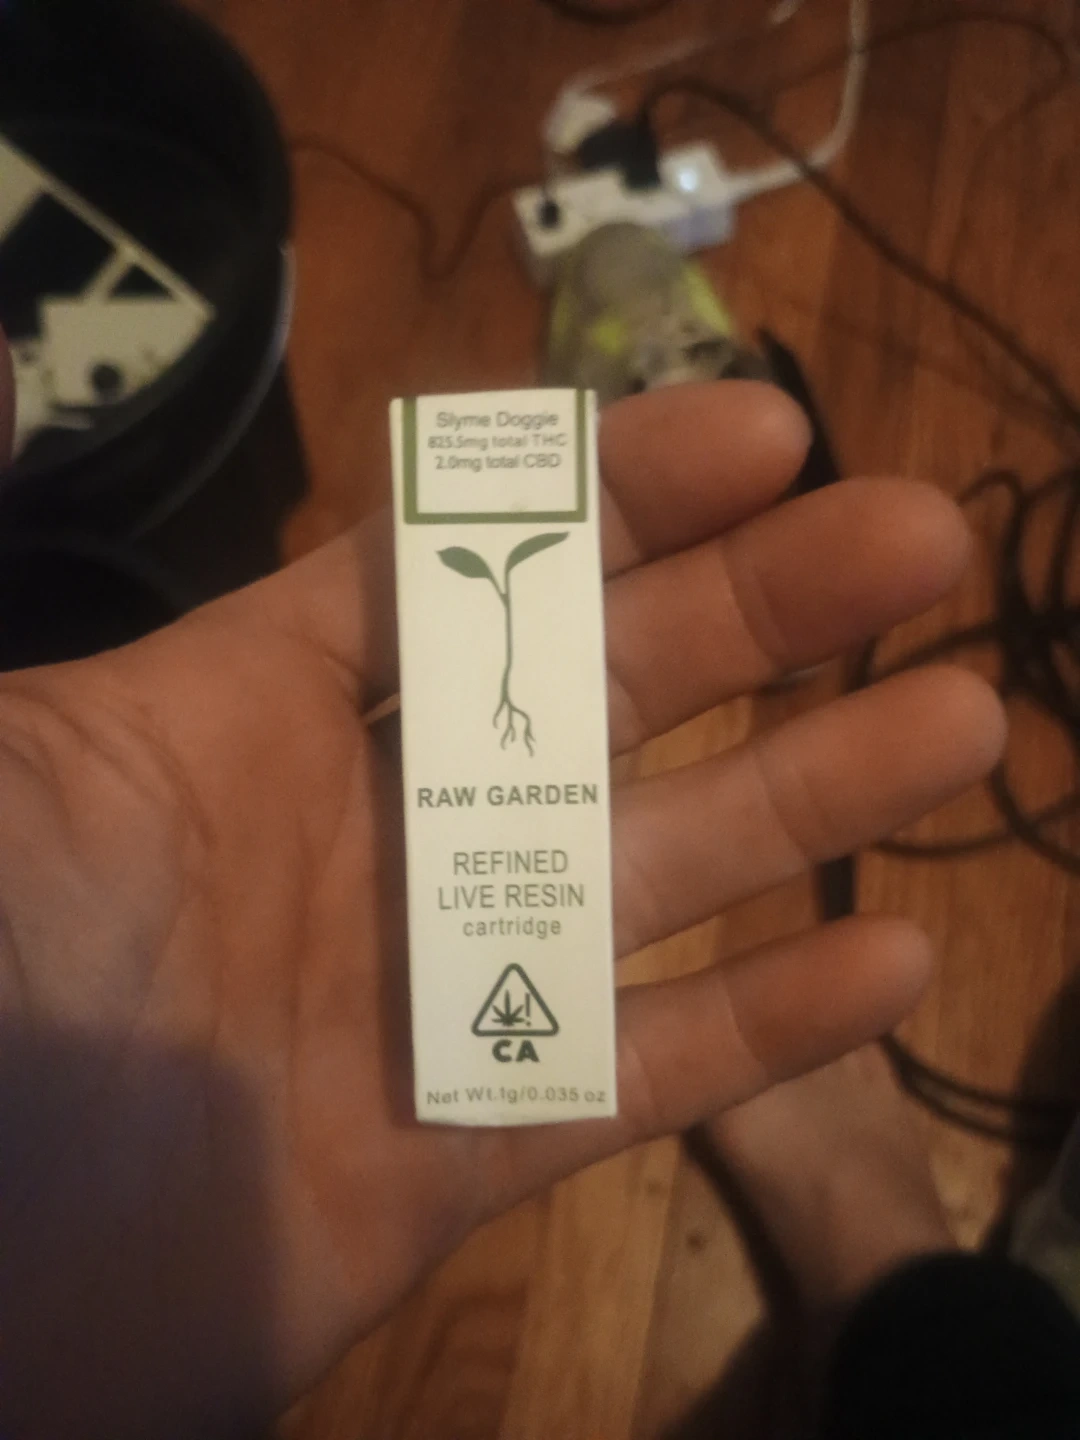 Slyme Doggie
825.5mg total THC
2.0mg total CBD
RAW GARDEN
REFINED
LIVE RESIN
cartridge
!
CA
Net Wt.1g/0.035 oz